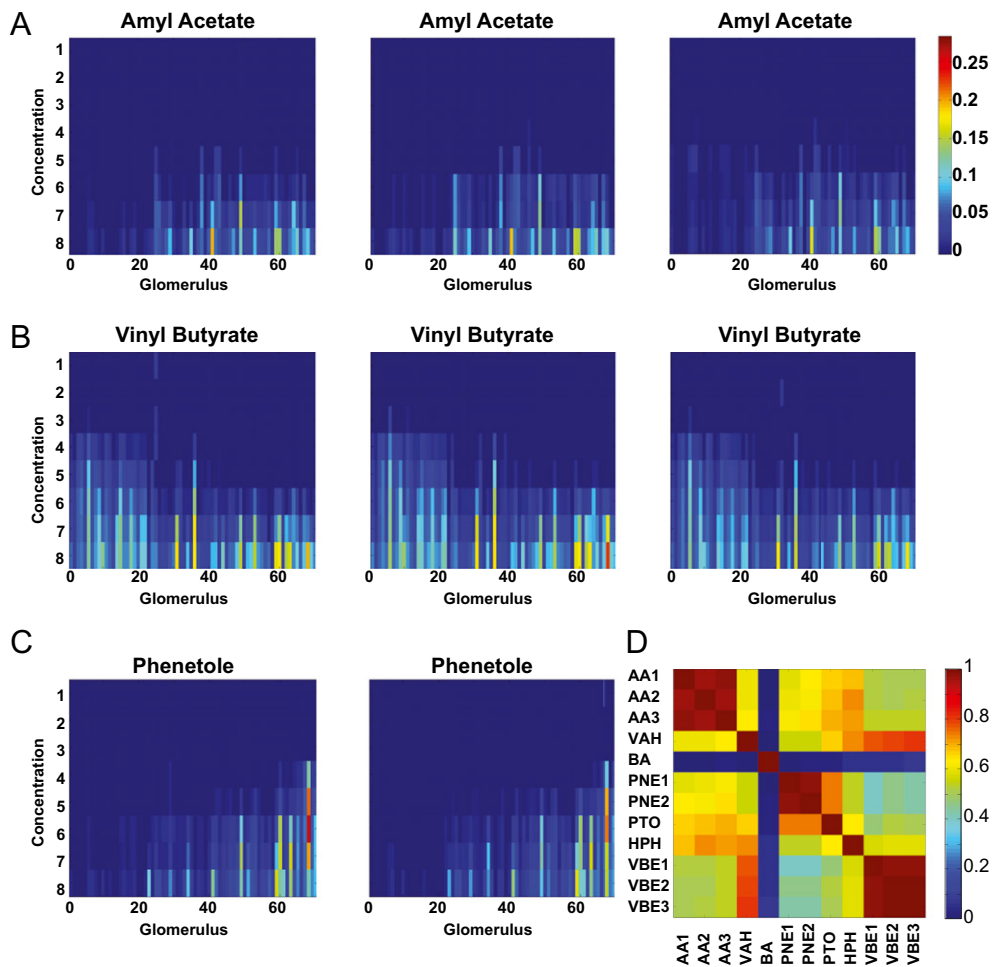 A
Amyl Acetate
Amyl Acetate
Amyl Acetate
Concentration
1
2
3
4
5
6
7
8
0 20 40 60
Glomerulus
0 20 40 60
Glomerulus
0 20 40 60
Glomerulus
0.25
0.2
0.15
0.1
0.05
0
B
Vinyl Butyrate
Vinyl Butyrate
Vinyl Butyrate
Concentration
1
2
3
4
5
6
7
8
0 20 40 60
Glomerulus
0 20 40 60
Glomerulus
0 20 40 60
Glomerulus
C
Phenetole
Phenetole
Concentration
1
2
3
4
5
6
7
8
0 20 40 60
Glomerulus
0 20 40 60
Glomerulus
D
AA1
AA2
AA3
VAH
BA
PNE1
PNE2
PTO
HPH
VBE1
VBE2
VBE3
AA1 AA2 AA3 VAH BA PNE1 PNE2 PTO HPH VBE1 VBE2 VBE3
1
0.8
0.6
0.4
0.2
0